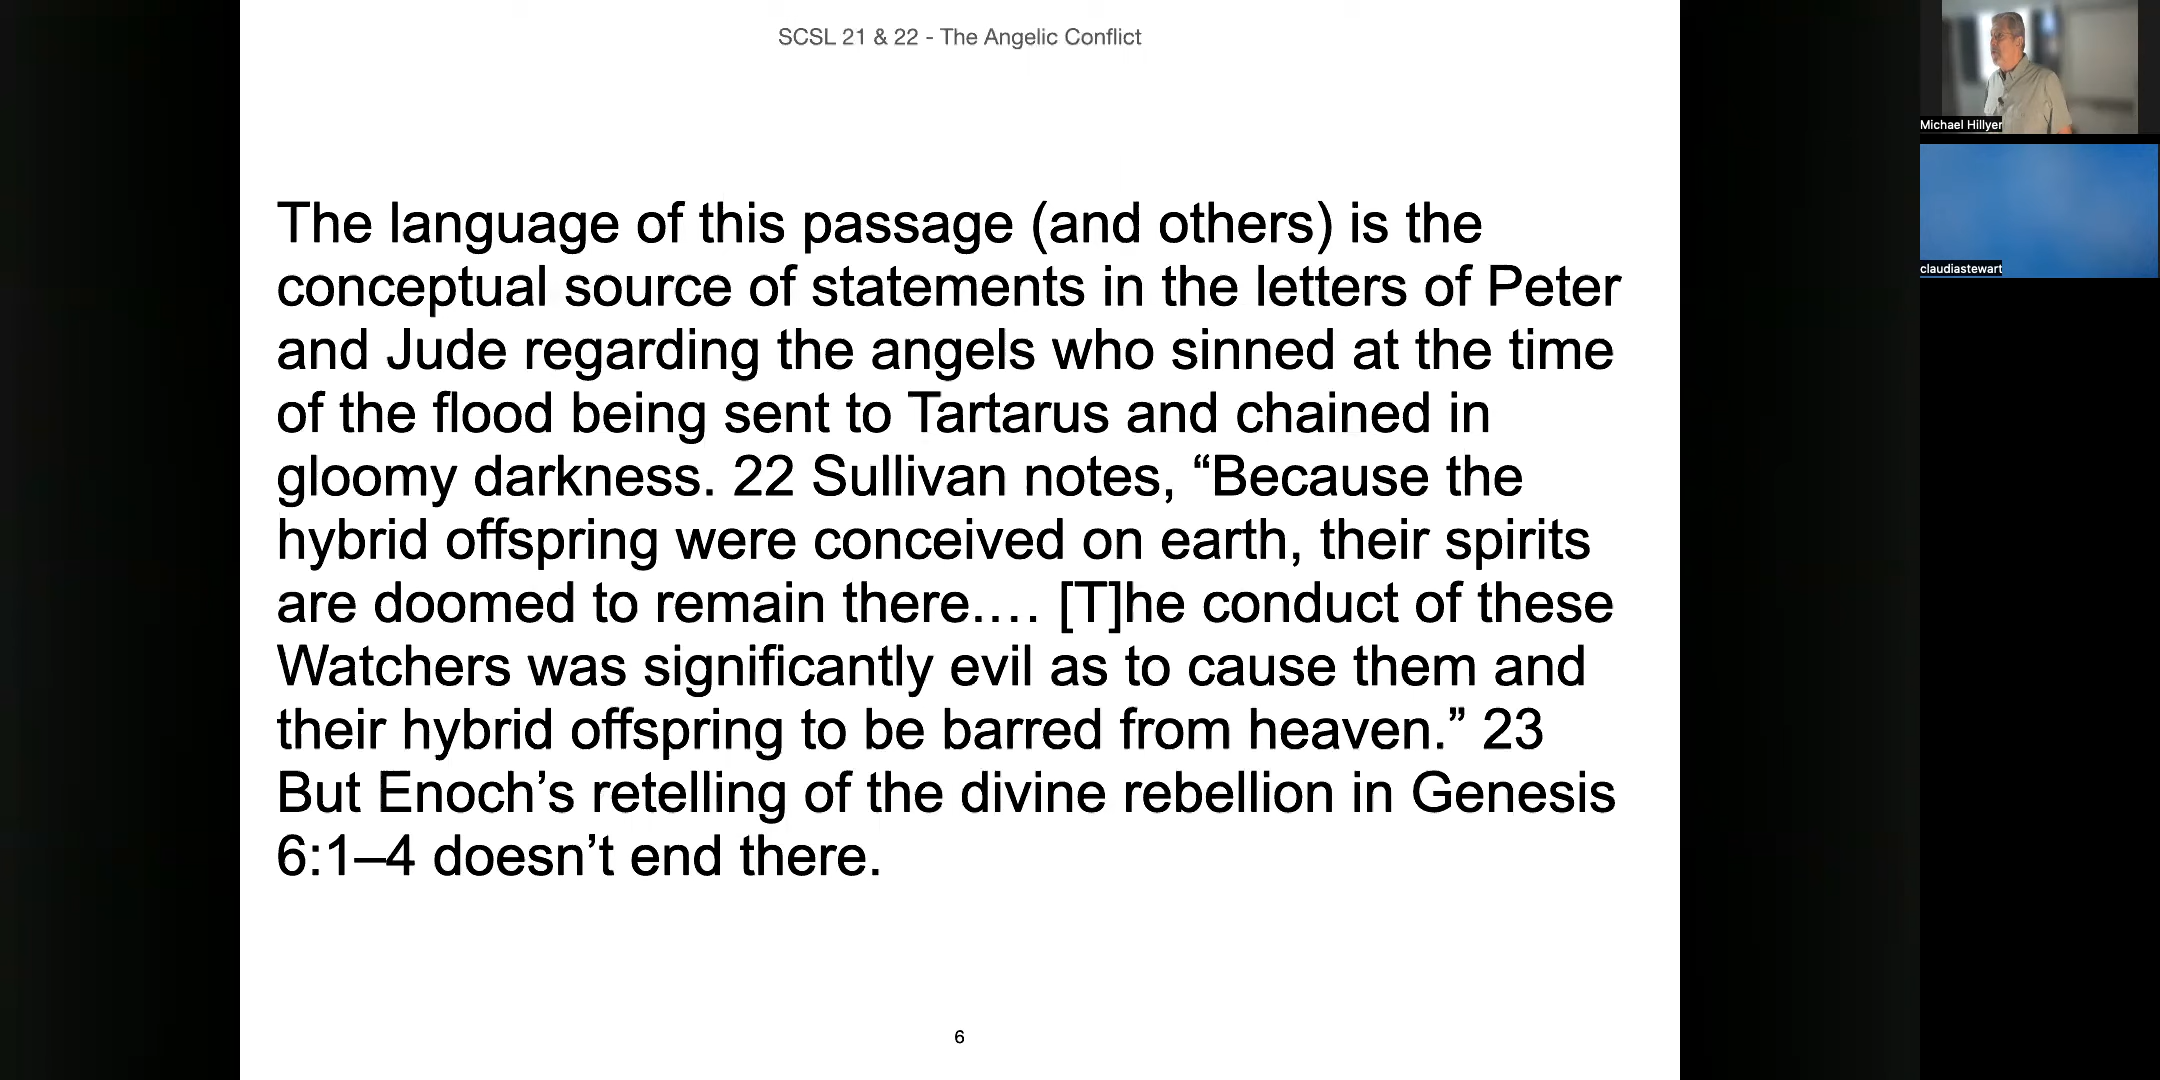 SCSL 21 & 22 - The Angelic Conflict
The language of this passage (and others) is the
conceptual source of statements in the letters of Peter
and Jude regarding the angels who sinned at the time
of the flood being sent to Tartarus and chained in
gloomy darkness. 22 Sullivan notes, “Because the
hybrid offspring were conceived on earth, their spirits
are doomed to remain there.… [T]he conduct of these
Watchers was significantly evil as to cause them and
their hybrid offspring to be barred from heaven.” 23
But Enoch’s retelling of the divine rebellion in Genesis
6:1–4 doesn’t end there.
6
Michael Hillyer
claudiastewart